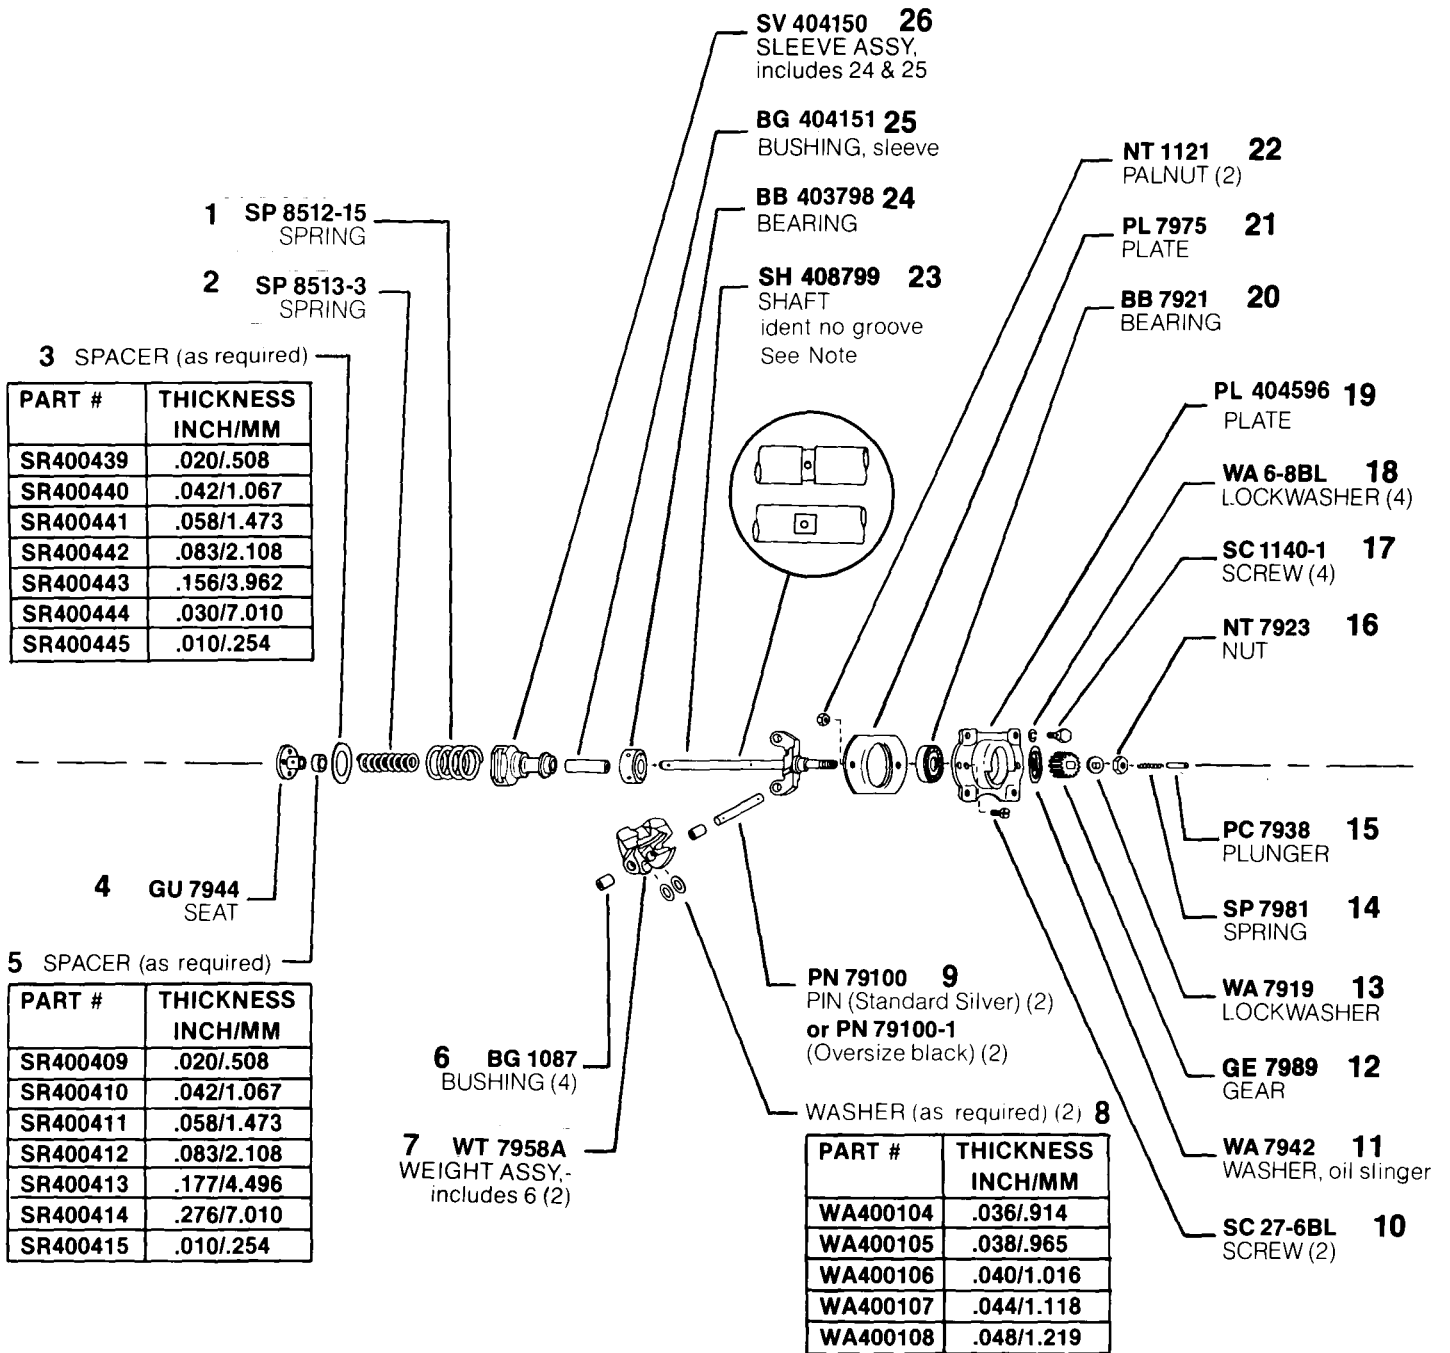 SV 404150 26
SLEEVE ASSY,
includes 24 & 25
BG 404151 25
BUSHING, sleeve
BB 403798 24
BEARING
SH 408799 23
SHAFT
ident no groove
See Note
NT 1121 22
PALNUT (2)
PL 7975 21
PLATE
BB 7921 20
BEARING
PL 404596 19
PLATE
WA 6-8BL 18
LOCKWASHER (4)
SC 1140-1 17
SCREW (4)
NT 7923 16
NUT
1 SP 8512-15
SPRING
2 SP 8513-3
SPRING
3 SPACER (as required)
PART # THICKNESS
INCH/MM
SR400439 .020/.508
SR400440 .042/1.067
SR400441 .058/1.473
SR400442 .083/2.108
SR400443 .156/3.962
SR400444 .030/7.010
SR400445 .010/.254
4 GU 7944
SEAT
5 SPACER (as required)
PART # THICKNESS
INCH/MM
SR400409 .020/.508
SR400410 .042/1.067
SR400411 .058/1.473
SR400412 .083/2.108
SR400413 .177/4.496
SR400414 .276/7.010
SR400415 .010/.254
6 BG 1087
BUSHING (4)
7 WT 7958A
WEIGHT ASSY,-
includes 6 (2)
PN 79100 9
PIN (Standard Silver) (2)
or PN 79100-1
(Oversize black) (2)
WASHER (as required) (2) 8
PART # THICKNESS
INCH/MM
WA400104 .036/.914
WA400105 .038/.965
WA400106 .040/1.016
WA400107 .044/1.118
WA400108 .048/1.219
PC 7938 15
PLUNGER
SP 7981 14
SPRING
WA 7919 13
LOCKWASHER
GE 7989 12
GEAR
WA 7942 11
WASHER, oil slinger
SC 27-6BL 10
SCREW (2)